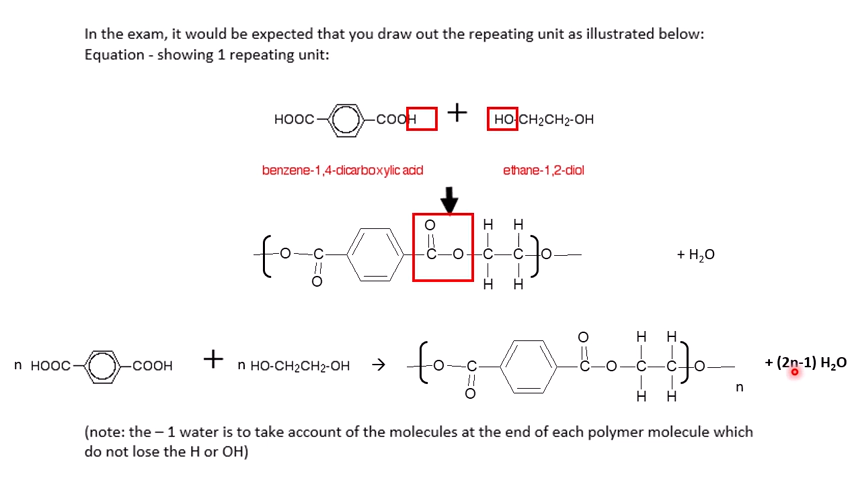 In the exam, it would be expected that you draw out the repeating unit as illustrated below:
Equation - showing 1 repeating unit:
HOOC COOH + HO-CH₂CH₂-OH
benzene-1,4-dicarboxylic acid ethane-1,2-diol
O H H
O C C O C C O + H₂O
O H H
n HOOC COOH + n HO-CH₂CH₂-OH → O C C O C C O n + (2n-1) H₂O
O H H
O H H
(note: the – 1 water is to take account of the molecules at the end of each polymer molecule which
do not lose the H or OH)